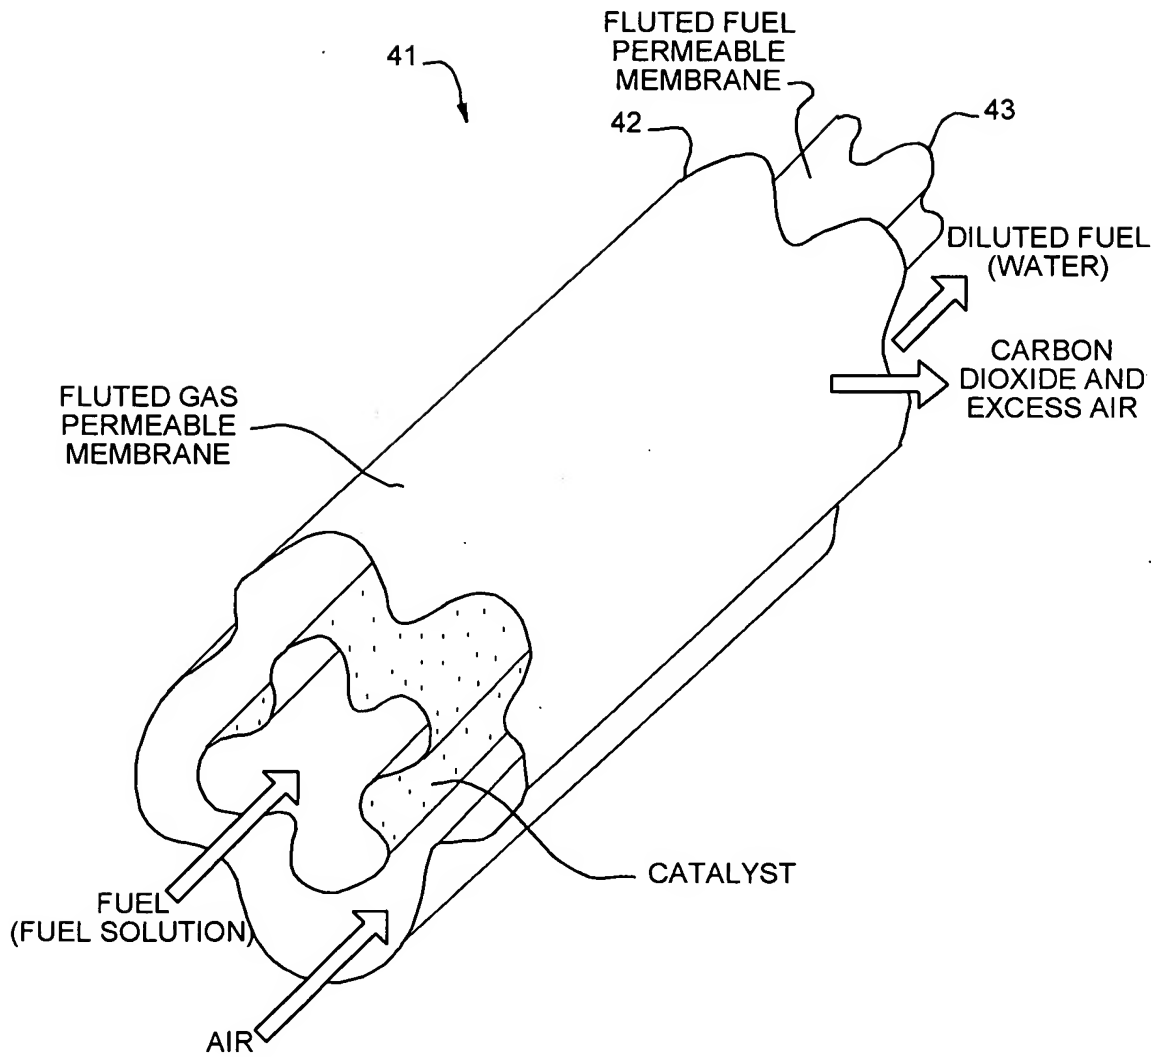 FLUTED FUEL
PERMEABLE
MEMBRANE
41
42
43
DILUTED FUEL
(WATER)
CARBON
DIOXIDE AND
EXCESS AIR
FLUTED GAS
PERMEABLE
MEMBRANE
CATALYST
FUEL
(FUEL SOLUTION)
AIR